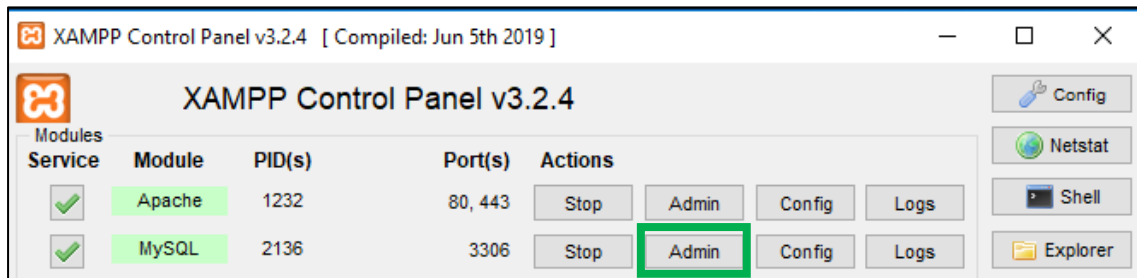 XAMPP Control Panel v3.2.4 [ Compiled: Jun 5th 2019 ]
XAMPP Control Panel v3.2.4
Config
Modules
Service Module PID(s) Port(s) Actions
Netstat
Apache 1232 80, 443 Stop Admin Config Logs
Shell
MySQL 2136 3306 Stop Admin Config Logs
Explorer